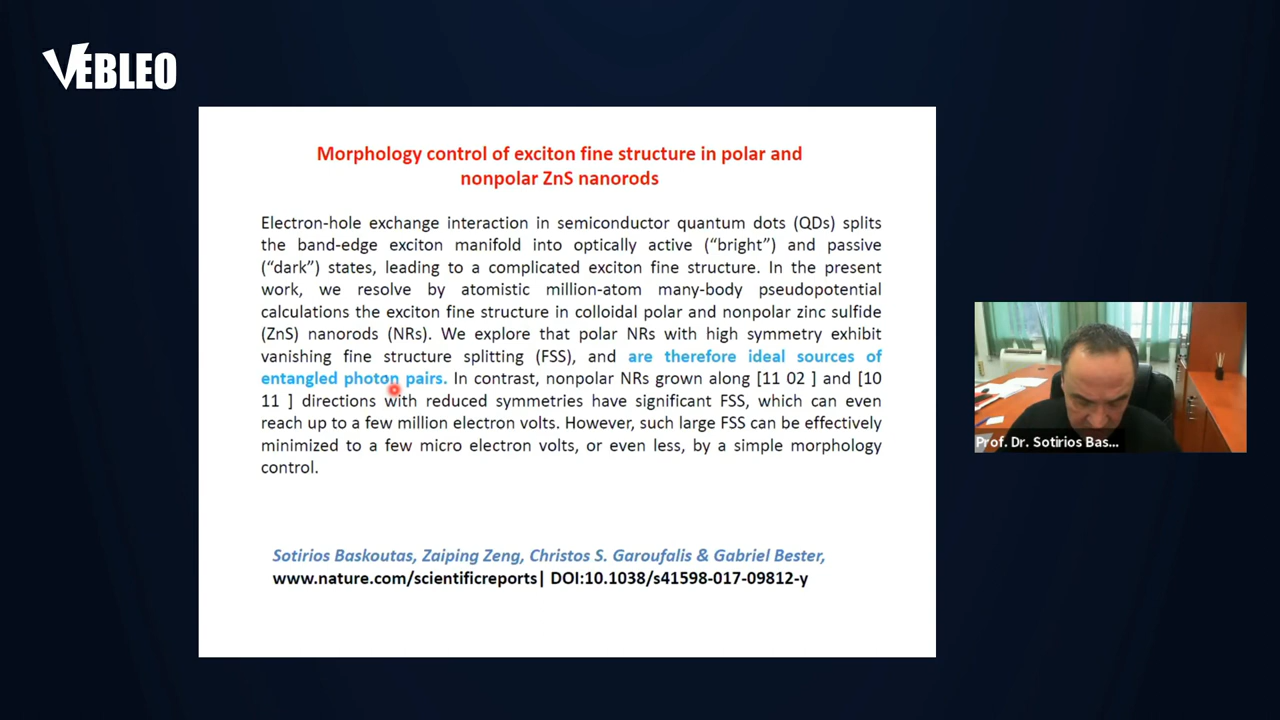 VEBLEO
Morphology control of exciton fine structure in polar and
nonpolar ZnS nanorods
Electron-hole exchange interaction in semiconductor quantum dots (QDs) splits
the band-edge exciton manifold into optically active (“bright”) and passive
(“dark”) states, leading to a complicated exciton fine structure. In the present
work, we resolve by atomistic million-atom many-body pseudopotential
calculations the exciton fine structure in colloidal polar and nonpolar zinc sulfide
(ZnS) nanorods (NRs). We explore that polar NRs with high symmetry exhibit
vanishing fine structure splitting (FSS), and are therefore ideal sources of
entangled photon pairs. In contrast, nonpolar NRs grown along [11 02 ] and [10
11 ] directions with reduced symmetries have significant FSS, which can even
reach up to a few million electron volts. However, such large FSS can be effectively
minimized to a few micro electron volts, or even less, by a simple morphology
control.
Sotirios Baskoutas, Zaiping Zeng, Christos S. Garoufalis & Gabriel Bester,
www.nature.com/scientificreports| DOI:10.1038/s41598-017-09812-y
Prof. Dr. Sotirios Bas...